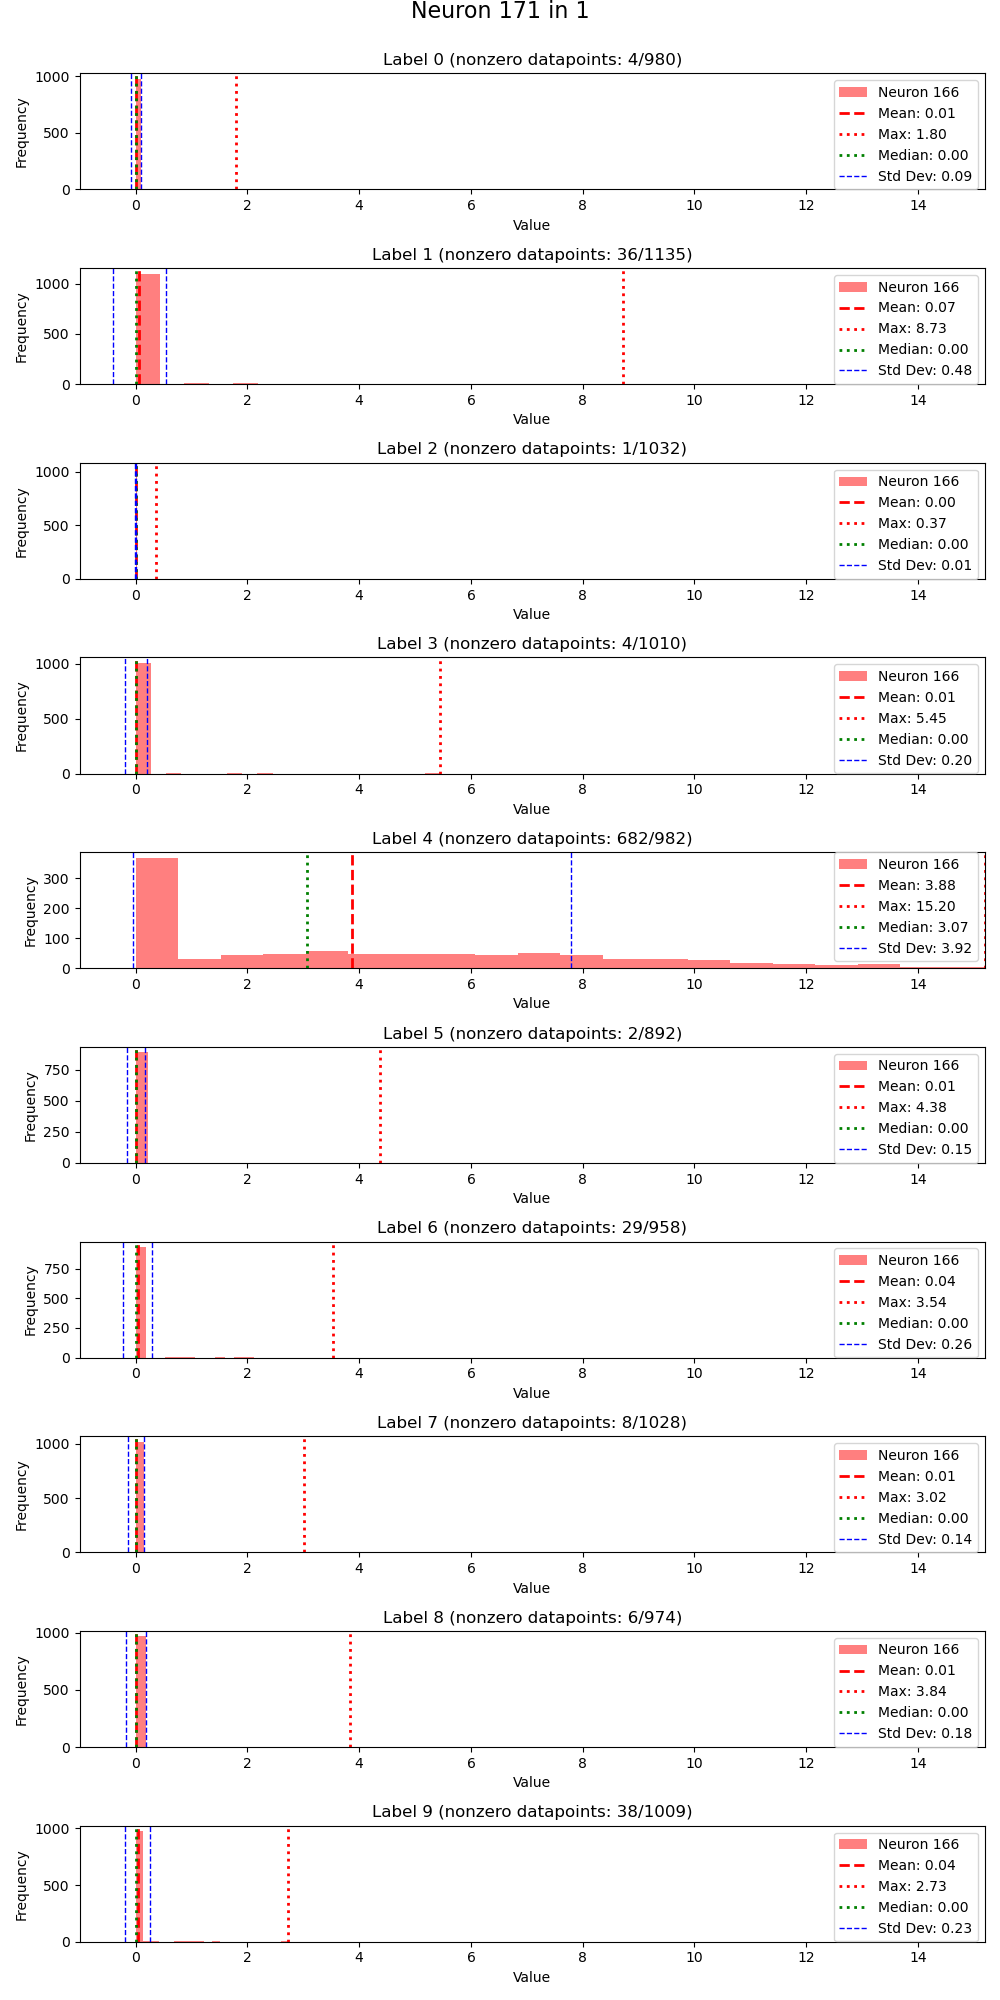 Neuron 171 in 1
Label 0 (nonzero datapoints: 4/980)
1000
500
0
Frequency
0 2 4 6 8 10 12 14
Value
Neuron 166
Mean: 0.01
Max: 1.80
Median: 0.00
Std Dev: 0.09
Label 1 (nonzero datapoints: 36/1135)
1000
500
0
Frequency
0 2 4 6 8 10 12 14
Value
Neuron 166
Mean: 0.07
Max: 8.73
Median: 0.00
Std Dev: 0.48
Label 2 (nonzero datapoints: 1/1032)
1000
500
0
Frequency
0 2 4 6 8 10 12 14
Value
Neuron 166
Mean: 0.00
Max: 0.37
Median: 0.00
Std Dev: 0.01
Label 3 (nonzero datapoints: 4/1010)
1000
500
0
Frequency
0 2 4 6 8 10 12 14
Value
Neuron 166
Mean: 0.01
Max: 5.45
Median: 0.00
Std Dev: 0.20
Label 4 (nonzero datapoints: 682/982)
300
200
100
0
Frequency
0 2 4 6 8 10 12 14
Value
Neuron 166
Mean: 3.88
Max: 15.20
Median: 3.07
Std Dev: 3.92
Label 5 (nonzero datapoints: 2/892)
750
500
250
0
Frequency
0 2 4 6 8 10 12 14
Value
Neuron 166
Mean: 0.01
Max: 4.38
Median: 0.00
Std Dev: 0.15
Label 6 (nonzero datapoints: 29/958)
750
500
250
0
Frequency
0 2 4 6 8 10 12 14
Value
Neuron 166
Mean: 0.04
Max: 3.54
Median: 0.00
Std Dev: 0.26
Label 7 (nonzero datapoints: 8/1028)
1000
500
0
Frequency
0 2 4 6 8 10 12 14
Value
Neuron 166
Mean: 0.01
Max: 3.02
Median: 0.00
Std Dev: 0.14
Label 8 (nonzero datapoints: 6/974)
1000
500
0
Frequency
0 2 4 6 8 10 12 14
Value
Neuron 166
Mean: 0.01
Max: 3.84
Median: 0.00
Std Dev: 0.18
Label 9 (nonzero datapoints: 38/1009)
1000
500
0
Frequency
0 2 4 6 8 10 12 14
Value
Neuron 166
Mean: 0.04
Max: 2.73
Median: 0.00
Std Dev: 0.23